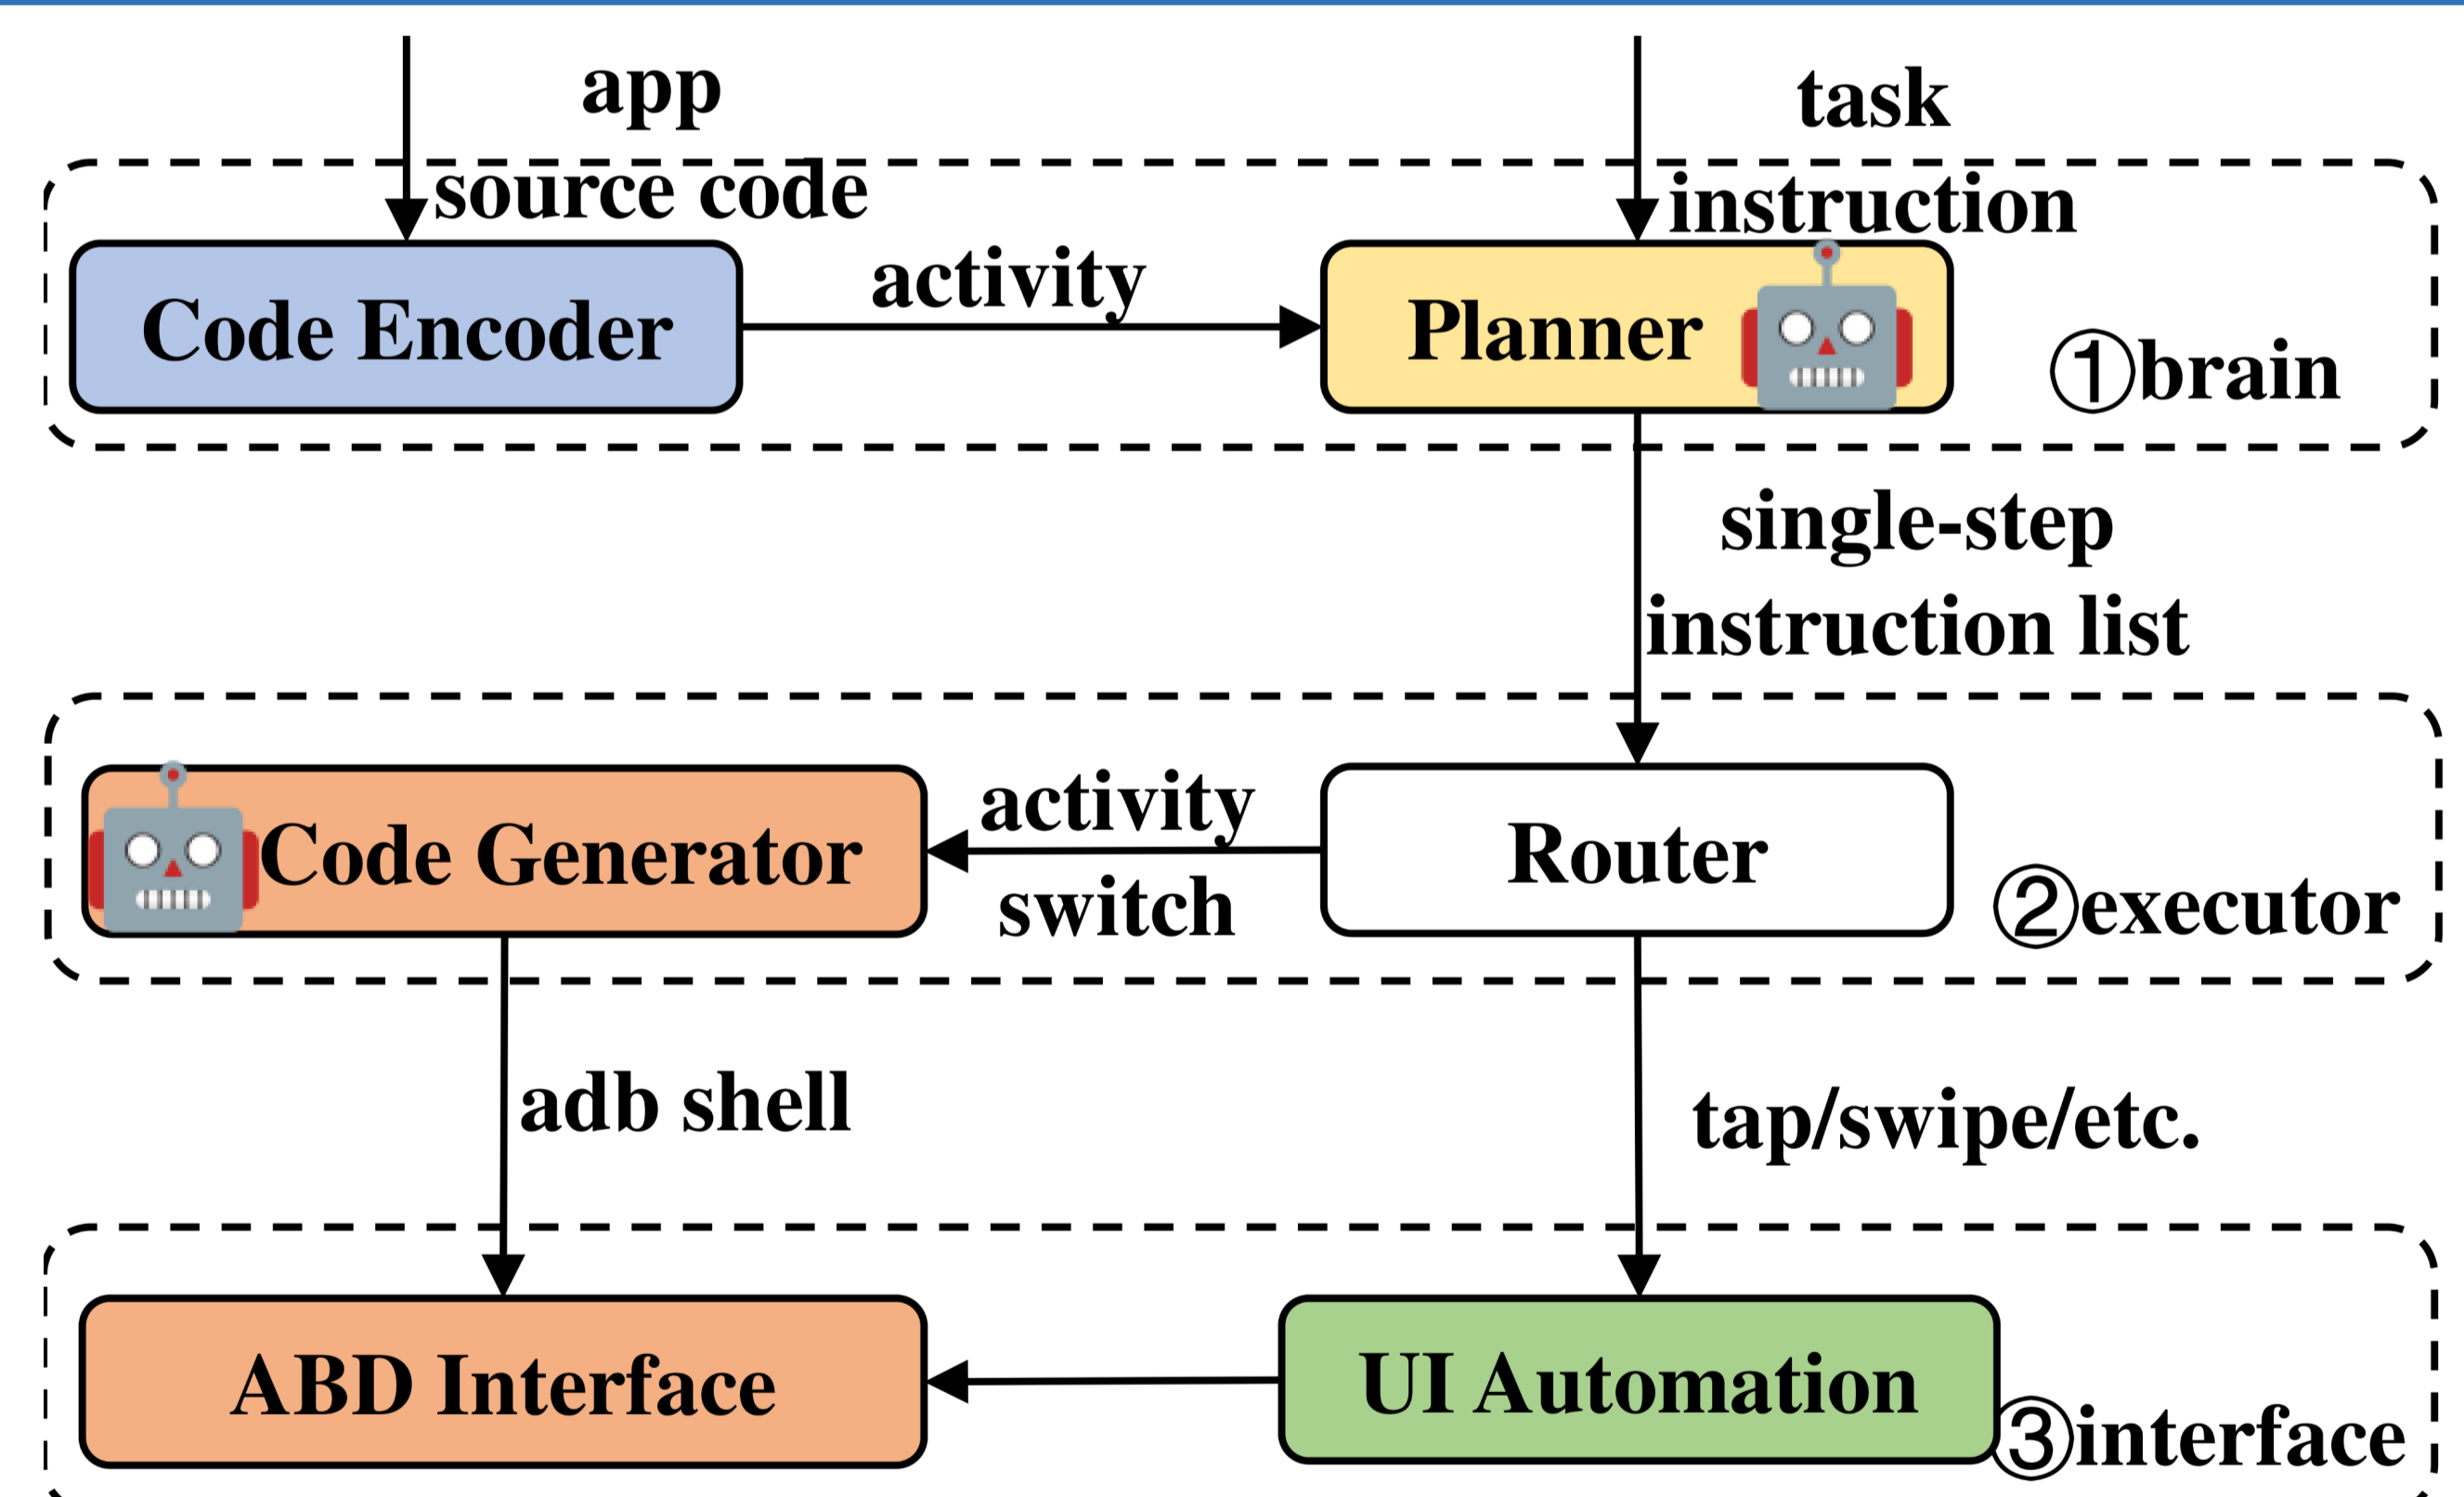 app
source code
task
instruction
Code Encoder
activity
Planner
①brain
single-step
instruction list
Code Generator
activity
switch
Router
②executor
adb shell
tap/swipe/etc.
ABD Interface
UI Automation
③interface